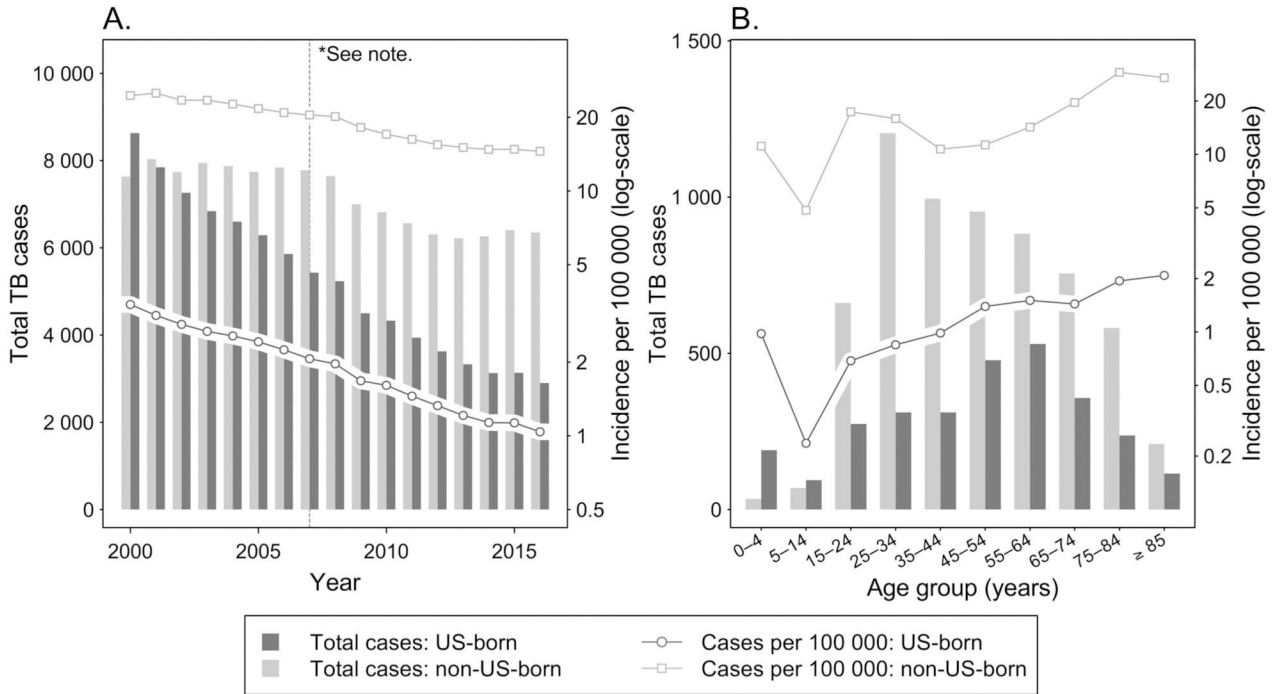 A.
*See note.
10 000
8 000
6 000
4 000
2 000
0
Total TB cases
20
10
5
2
1
0.5
Incidence per 100 000 (log-scale)
2000
2005
2010
2015
Year
B.
1 500
1 000
500
0
Total TB cases
20
10
5
2
1
0.5
0.2
Incidence per 100 000 (log-scale)
0–4
5–14
15–24
25–34
35–44
45–54
55–64
65–74
75–84
≥ 85
Age group (years)
Total cases: US-born
Total cases: non-US-born
Cases per 100 000: US-born
Cases per 100 000: non-US-born